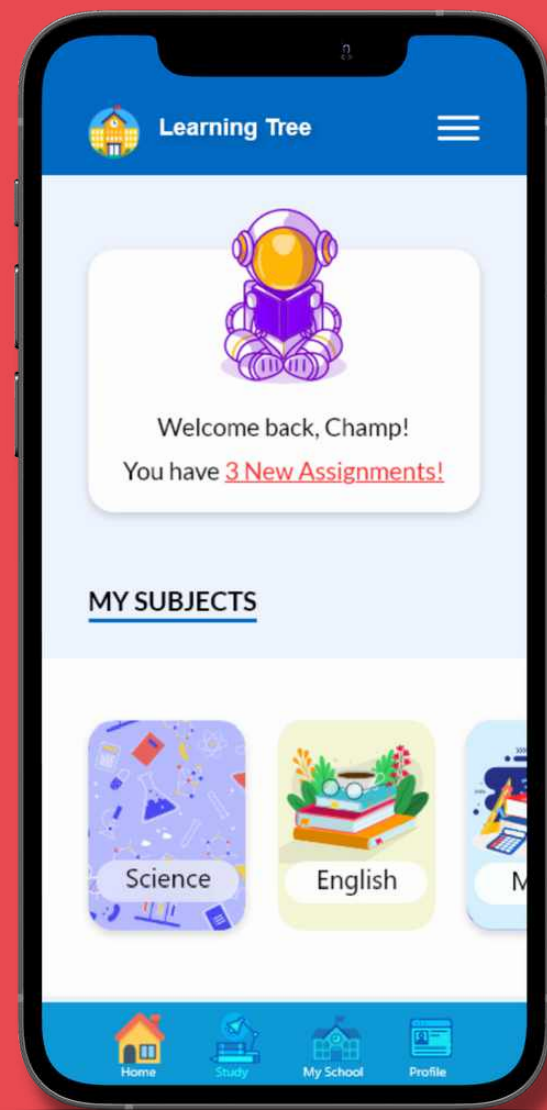 Learning Tree
Welcome back, Champ!
You have 3 New Assignments!
MY SUBJECTS
Science
English
M
Home
Study
My School
Profile